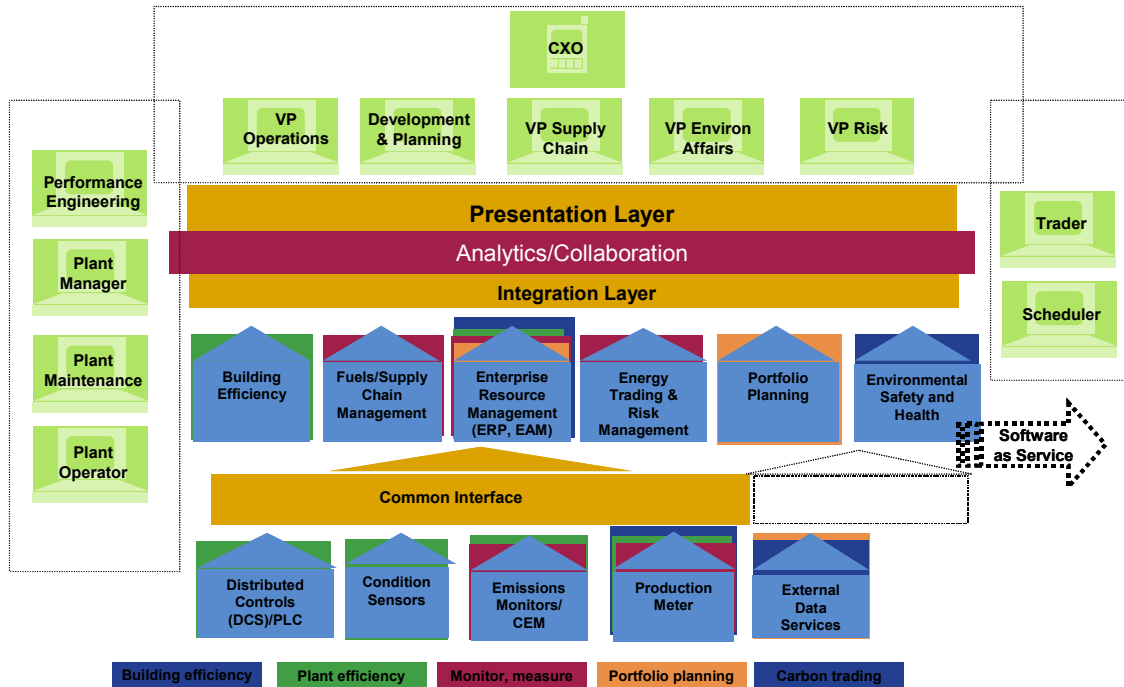 CXO
VP
Operations
Development
& Planning
VP Supply
Chain
VP Environ
Affairs
VP Risk
Performance
Engineering
Plant
Manager
Plant
Maintenance
Plant
Operator
Presentation Layer
Analytics/Collaboration
Integration Layer
Trader
Scheduler
Building
Efficiency
Fuels/Supply
Chain
Management
Enterprise
Resource
Management
(ERP, EAM)
Energy
Trading &
Risk
Management
Portfolio
Planning
Environmental
Safety and
Health
Software
as Service
Common Interface
Distributed
Controls
(DCS)/PLC
Condition
Sensors
Emissions
Monitors/
CEM
Production
Meter
External
Data
Services
Building efficiency
Plant efficiency
Monitor, measure
Portfolio planning
Carbon trading